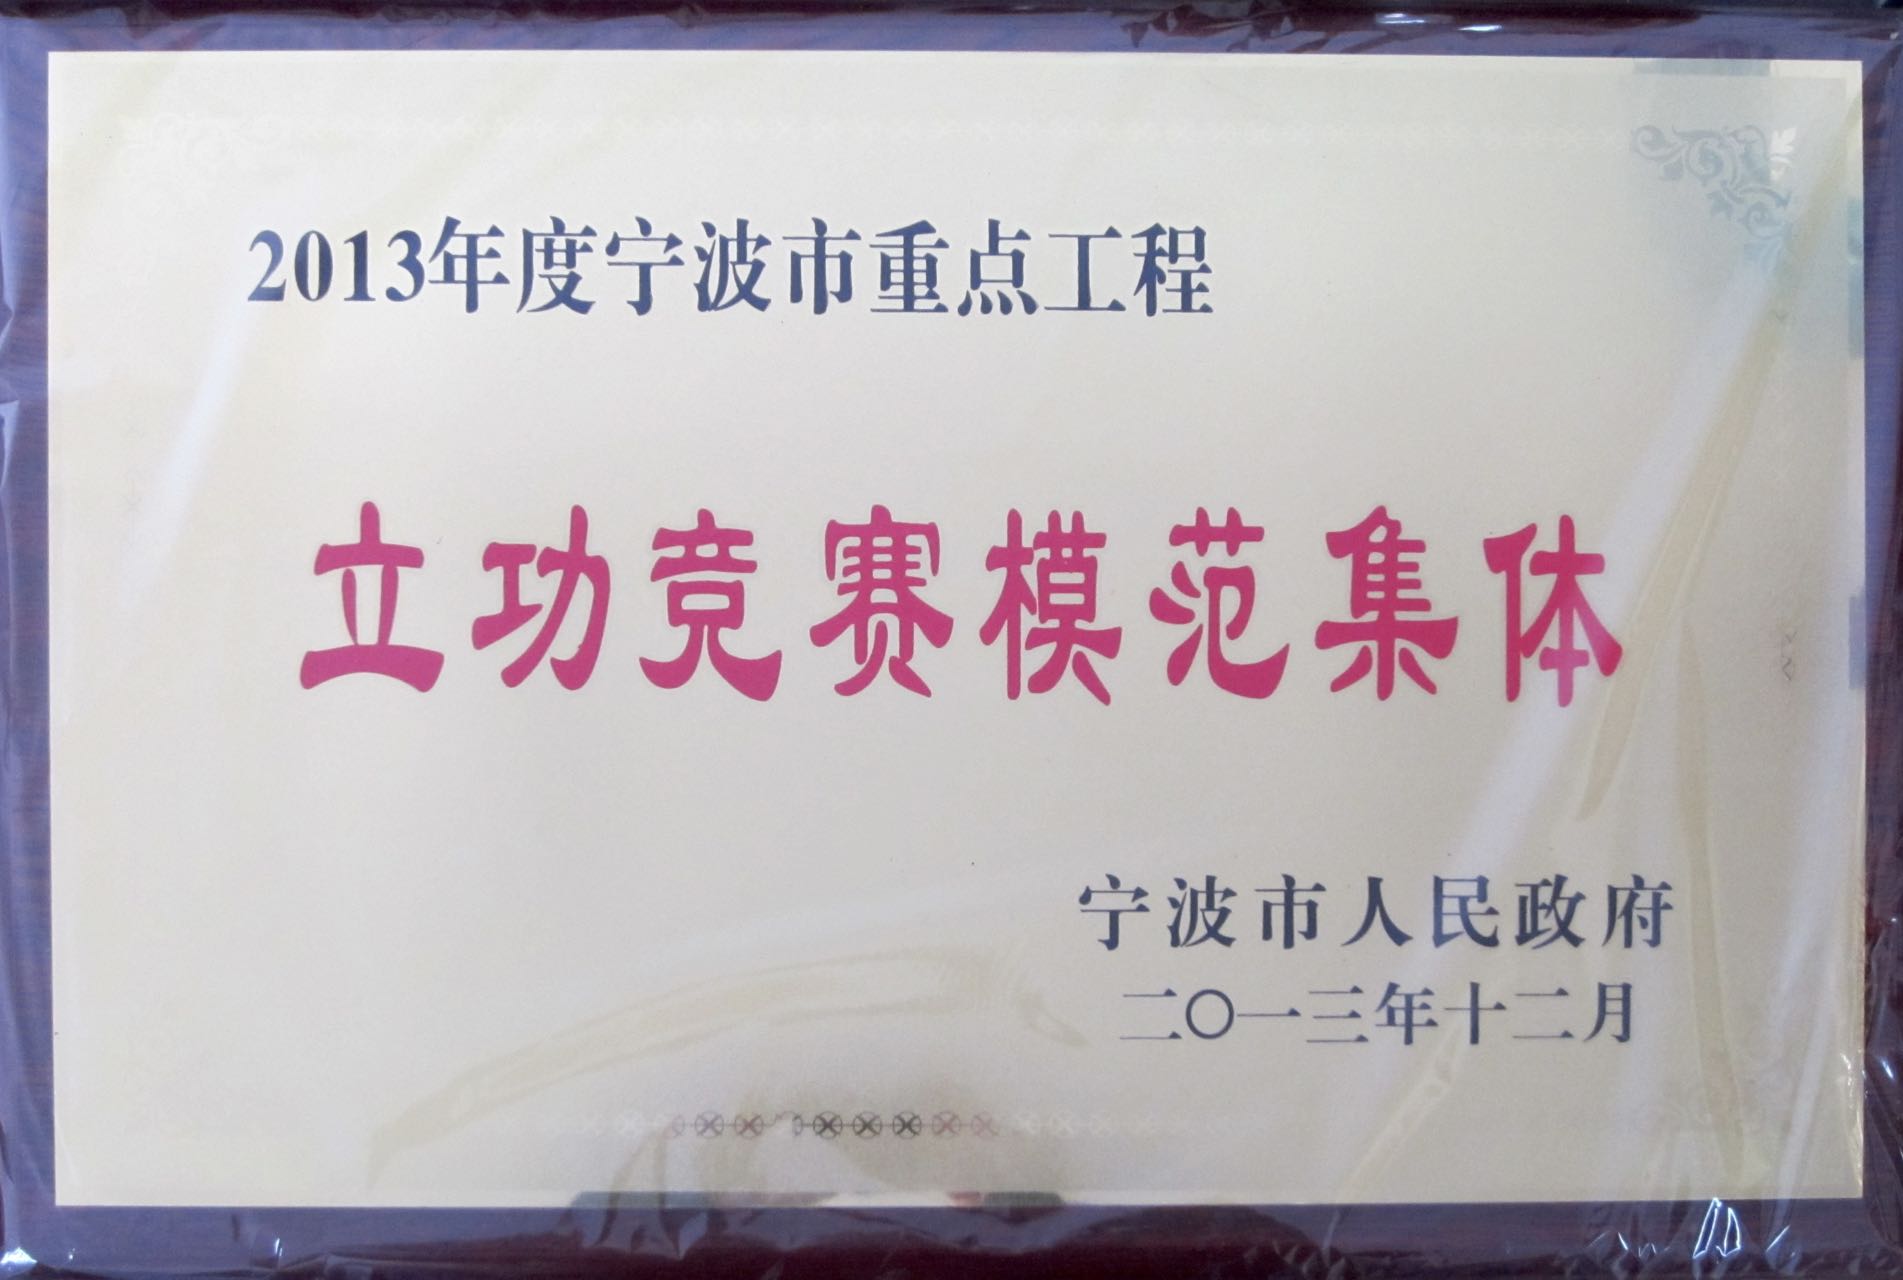 2013年度宁波市重点工程
立功竞赛模范集体
宁波市人民政府
二〇一三年十二月